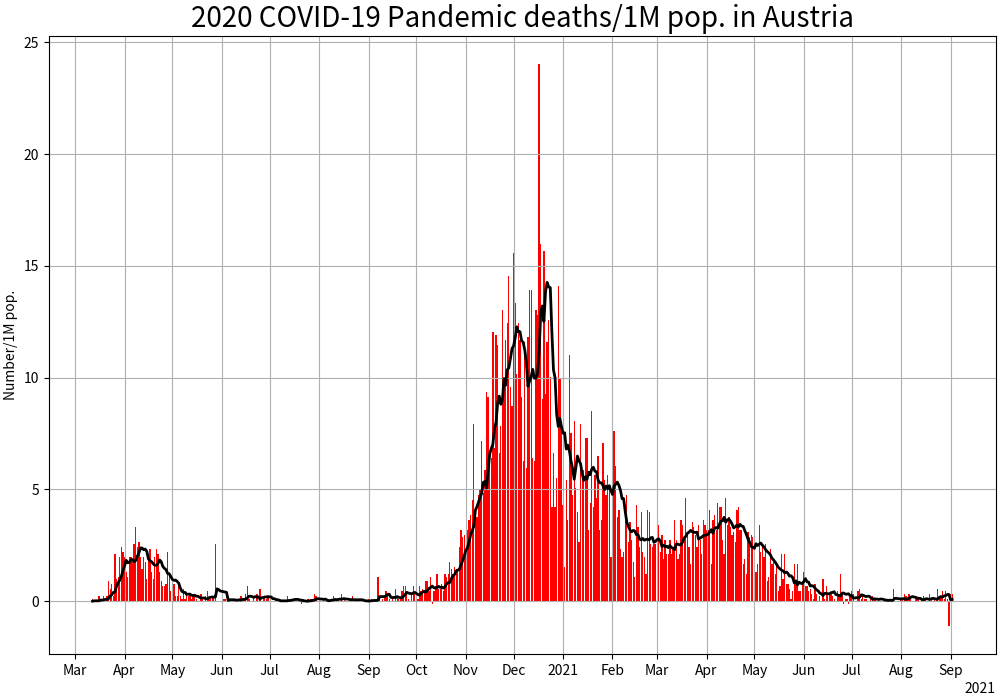 2020 COVID-19 Pandemic deaths/1M pop. in Austria
Number/1M pop.
25
20
15
10
5
0
Mar Apr May Jun Jul Aug Sep Oct Nov Dec 2021 Feb Mar Apr May Jun Jul Aug Sep
2021